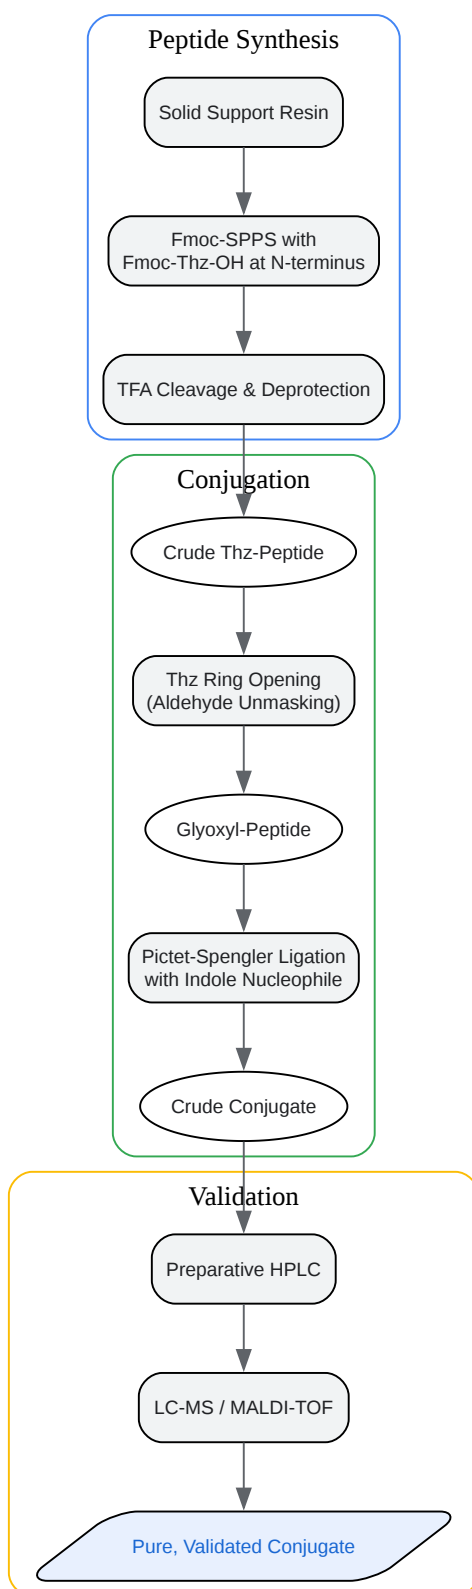 Peptide Synthesis
Solid Support Resin
Fmoc-SPPS with
Fmoc-Thz-OH at N-terminus
TFA Cleavage & Deprotection
Conjugation
Crude Thz-Peptide
Thz Ring Opening
(Aldehyde Unmasking)
Glyoxyl-Peptide
Pictet-Spengler Ligation
with Indole Nucleophile
Crude Conjugate
Validation
Preparative HPLC
LC-MS / MALDI-TOF
Pure, Validated Conjugate